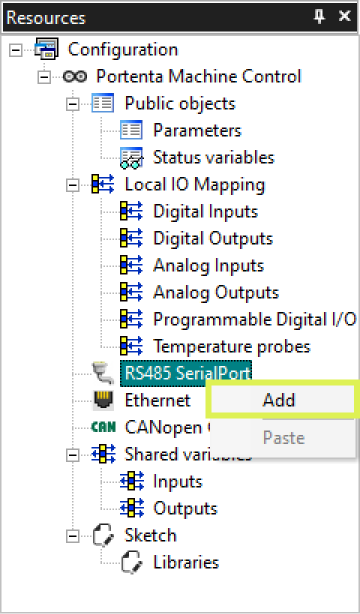 Resources
Configuration
Portenta Machine Control
Public objects
Parameters
Status variables
Local IO Mapping
Digital Inputs
Digital Outputs
Analog Inputs
Analog Outputs
Programmable Digital I/O
Temperature probes
RS485 SerialPort
Ethernet
Add
CAN CANopen
Paste
Shared variables
Inputs
Outputs
Sketch
Libraries